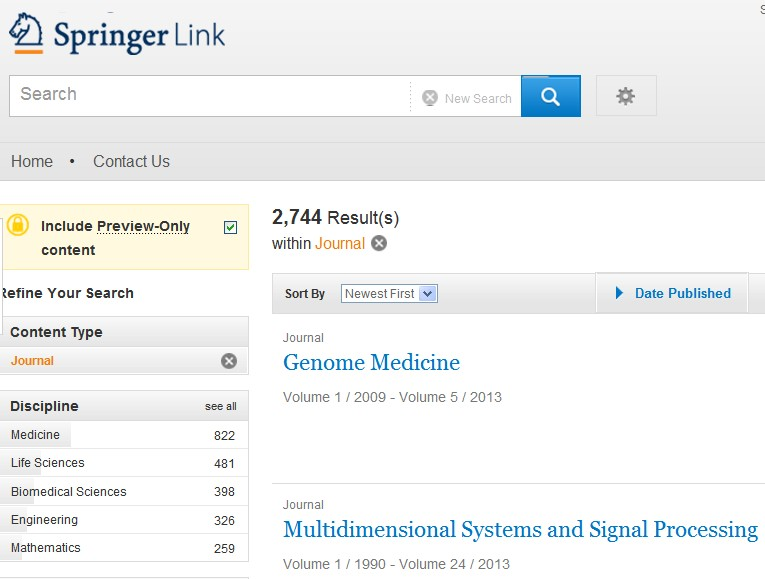 Springer Link
Search
New Search
Home • Contact Us
Include Preview-Only
content
Refine Your Search
Content Type
Journal
Discipline see all
Medicine 822
Life Sciences 481
Biomedical Sciences 398
Engineering 326
Mathematics 259
2,744 Result(s)
within Journal
Sort By Newest First Date Published
Journal
Genome Medicine
Volume 1 / 2009 - Volume 5 / 2013
Journal
Multidimensional Systems and Signal Processing
Volume 1 / 1990 - Volume 24 / 2013